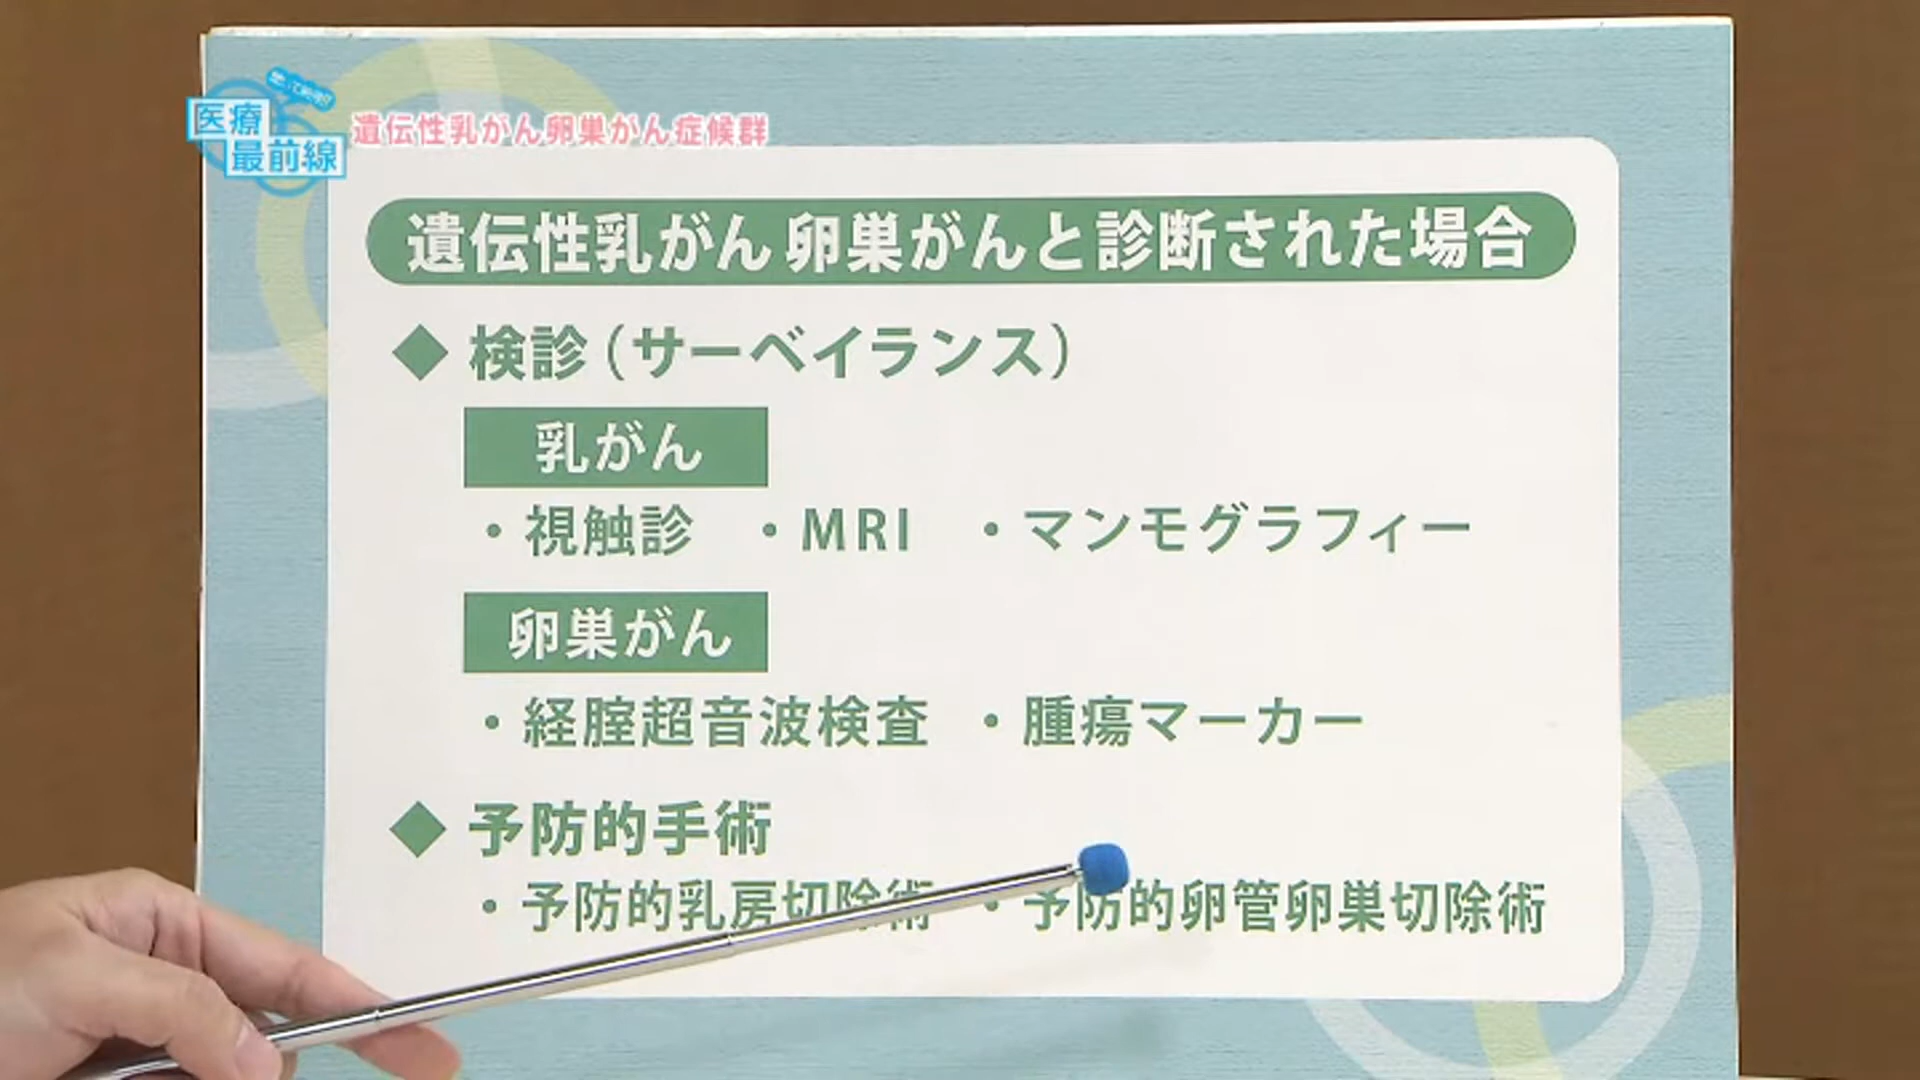 医療
最前線
遺伝性乳がん卵巣がん症候群
遺伝性乳がん 卵巣がんと診断された場合
◆ 検診(サーベイランス)
乳がん
・視触診 ・MRI ・マンモグラフィー
卵巣がん
・経腟超音波検査 ・腫瘍マーカー
◆ 予防的手術
・予防的乳房切除術 ・予防的卵管卵巣切除術